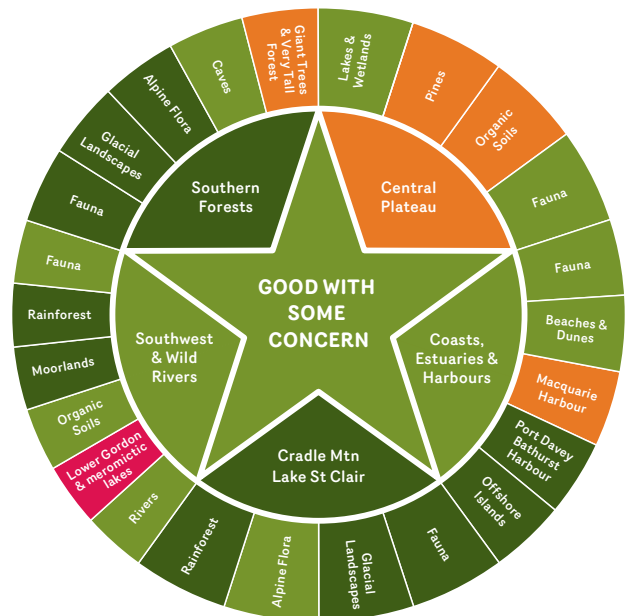 GOOD WITH
SOME
CONCERN
Central
Plateau
Lakes &
Wetlands
Pines
Organic
Soils
Fauna
Coasts,
Estuaries &
Harbours
Fauna
Beaches &
Dunes
Macquarie
Harbour
Port Davey
Bathurst
Harbour
Offshore
Islands
Cradle Mtn
Lake St Clair
Fauna
Glacial
Landscapes
Alpine Flora
Rainforest
Southwest
& Wild
Rivers
Rivers
Lower Gordon
& meromictic
lakes
Organic
Soils
Moorlands
Rainforest
Fauna
Southern
Forests
Fauna
Glacial
Landscapes
Alpine Flora
Caves
Giant Trees
& Very Tall
Forest